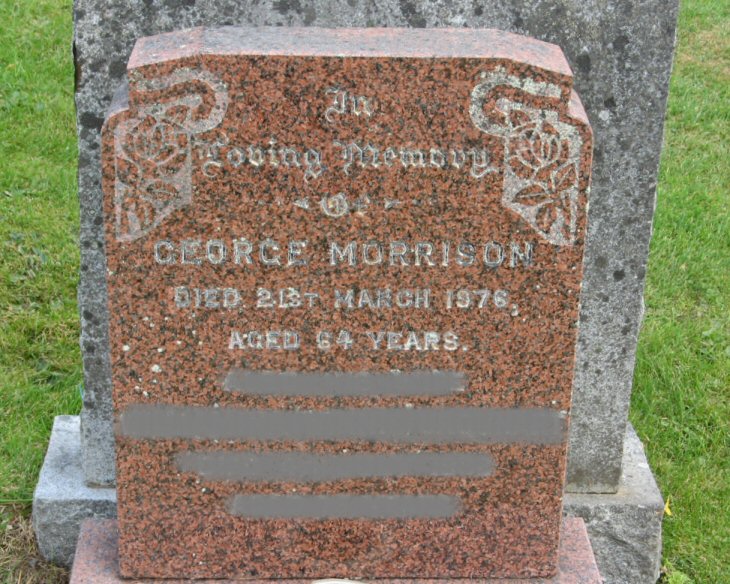 In
Loving Memory
Of
GEORGE MORRISON
DIED 21ST MARCH 1976,
AGED 64 YEARS.